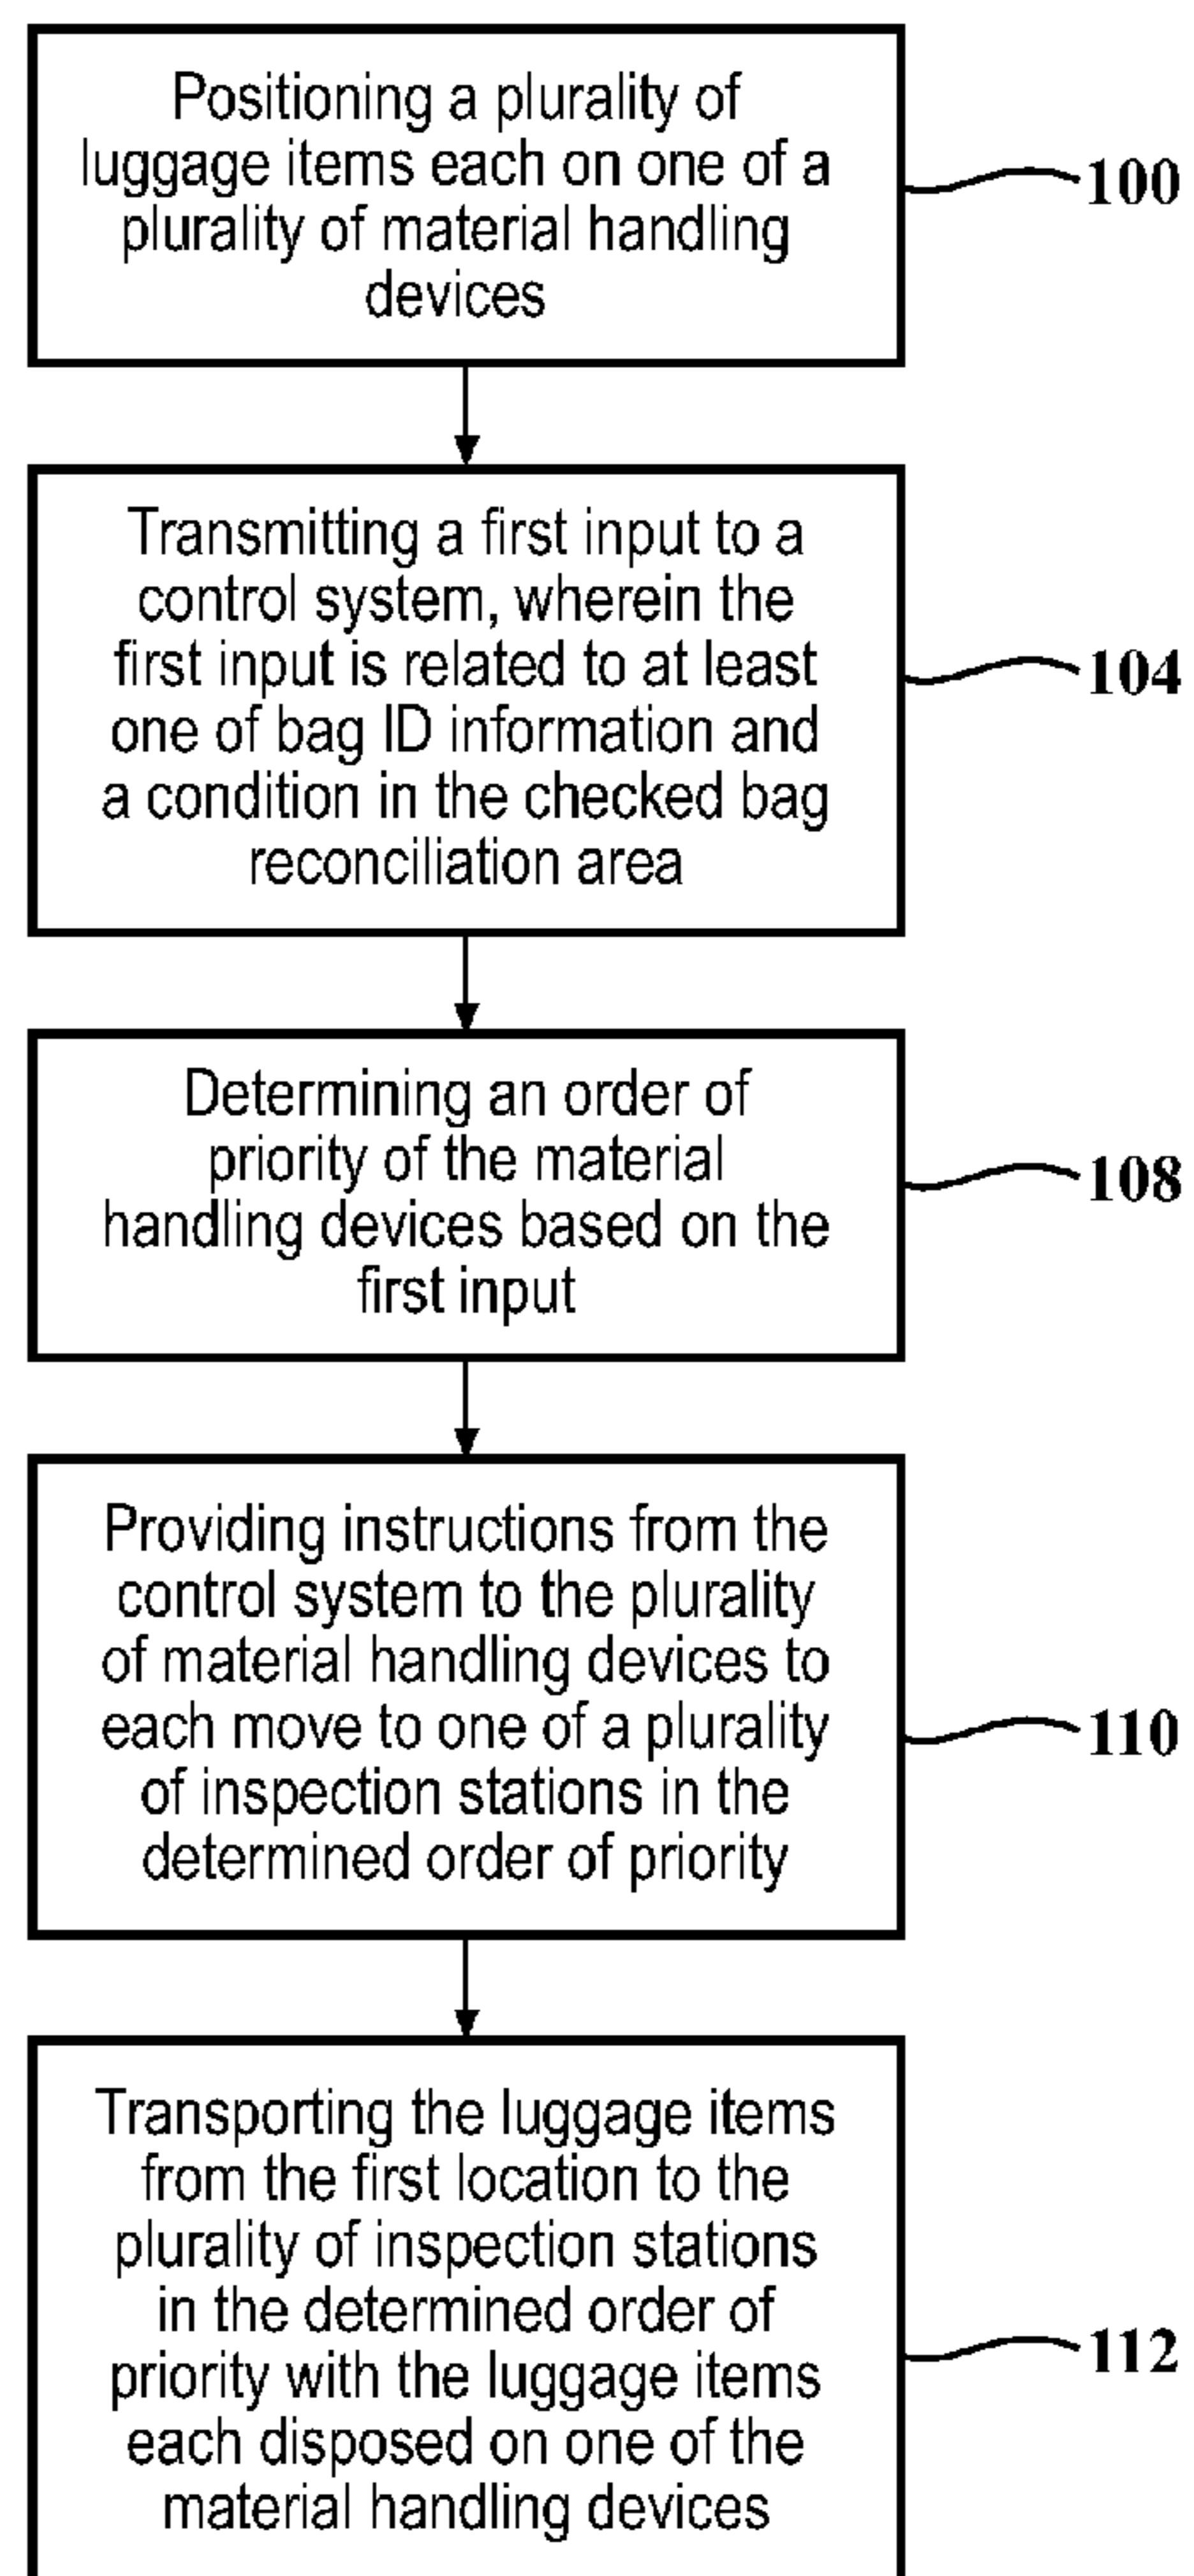 Positioning a plurality of
luggage items each on one of a
plurality of material handling
devices
100
Transmitting a first input to a
control system, wherein the
first input is related to at least
one of bag ID information and
a condition in the checked bag
reconciliation area
104
Determining an order of
priority of the material
handling devices based on the
first input
108
Providing instructions from the
control system to the plurality
of material handling devices to
each move to one of a plurality
of inspection stations in the
determined order of priority
110
Transporting the luggage items
from the first location to the
plurality of inspection stations
in the determined order of
priority with the luggage items
each disposed on one of the
material handling devices
112